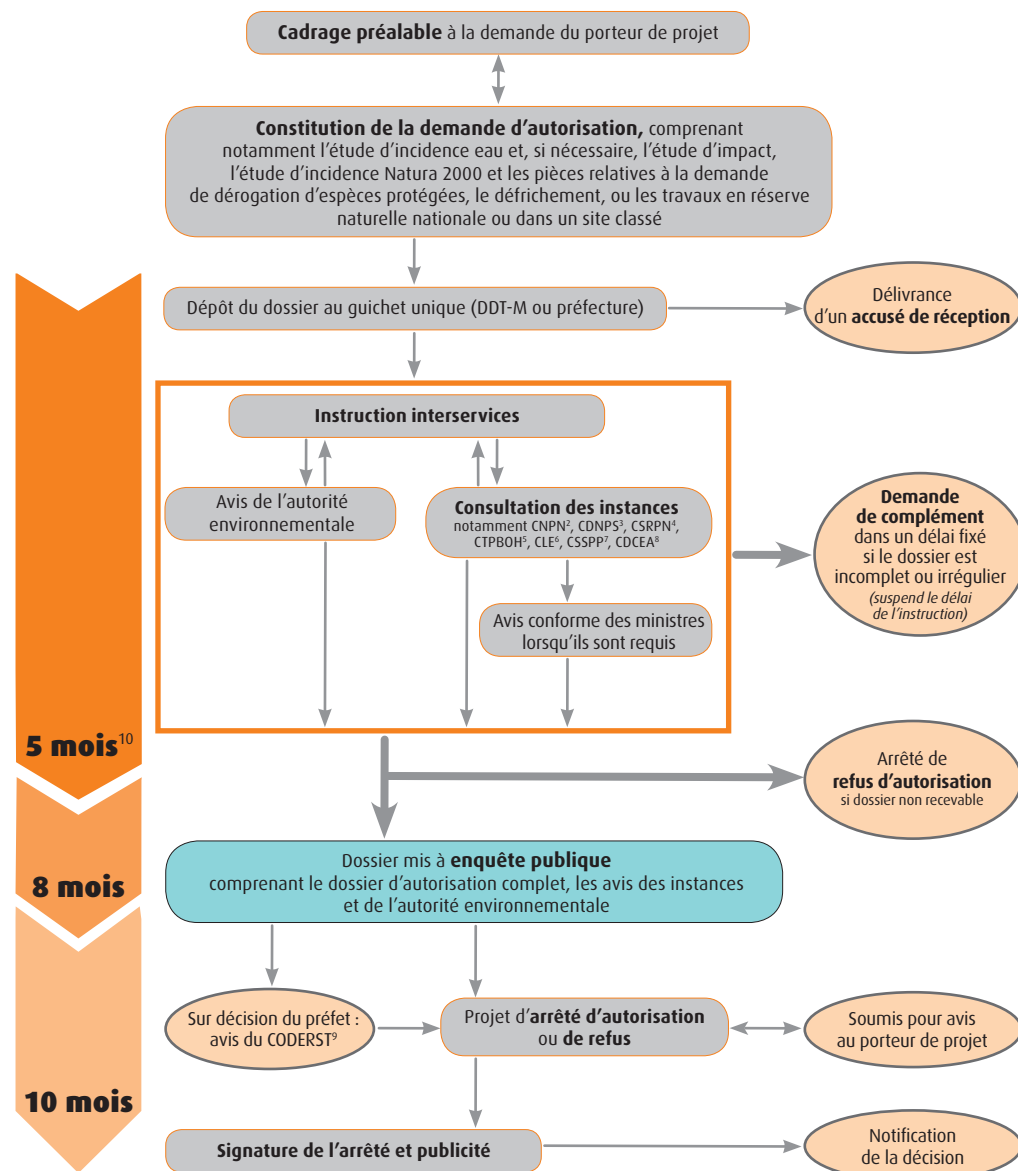 Cadrage préalable à la demande du porteur de projet
Constitution de la demande d’autorisation, comprenant
notamment l’étude d’incidence eau et, si nécessaire, l’étude d’impact,
l’étude d’incidence Natura 2000 et les pièces relatives à la demande
de dérogation d’espèces protégées, le défrichement, ou les travaux en réserve
naturelle nationale ou dans un site classé
Dépôt du dossier au guichet unique (DDT-M ou préfecture)
Délivrance
d’un accusé de réception
Instruction interservices
Avis de l’autorité
environnementale
Consultation des instances
notamment CNPN², CDNPS³, CSRPN⁴,
CTPBOH⁵, CLE⁶, CSSPP⁷, CDCEA⁸
Avis conforme des ministres
lorsqu’ils sont requis
Demande
de complément
dans un délai fixé
si le dossier est
incomplet ou irrégulier
(suspend le délai
de l’instruction)
5 mois¹⁰
Arrêté de
refus d’autorisation
si dossier non recevable
8 mois
Dossier mis à enquête publique
comprenant le dossier d’autorisation complet, les avis des instances
et de l’autorité environnementale
Sur décision du préfet :
avis du CODERST⁹
Projet d’arrêté d’autorisation
ou de refus
Soumis pour avis
au porteur de projet
10 mois
Signature de l’arrêté et publicité
Notification
de la décision